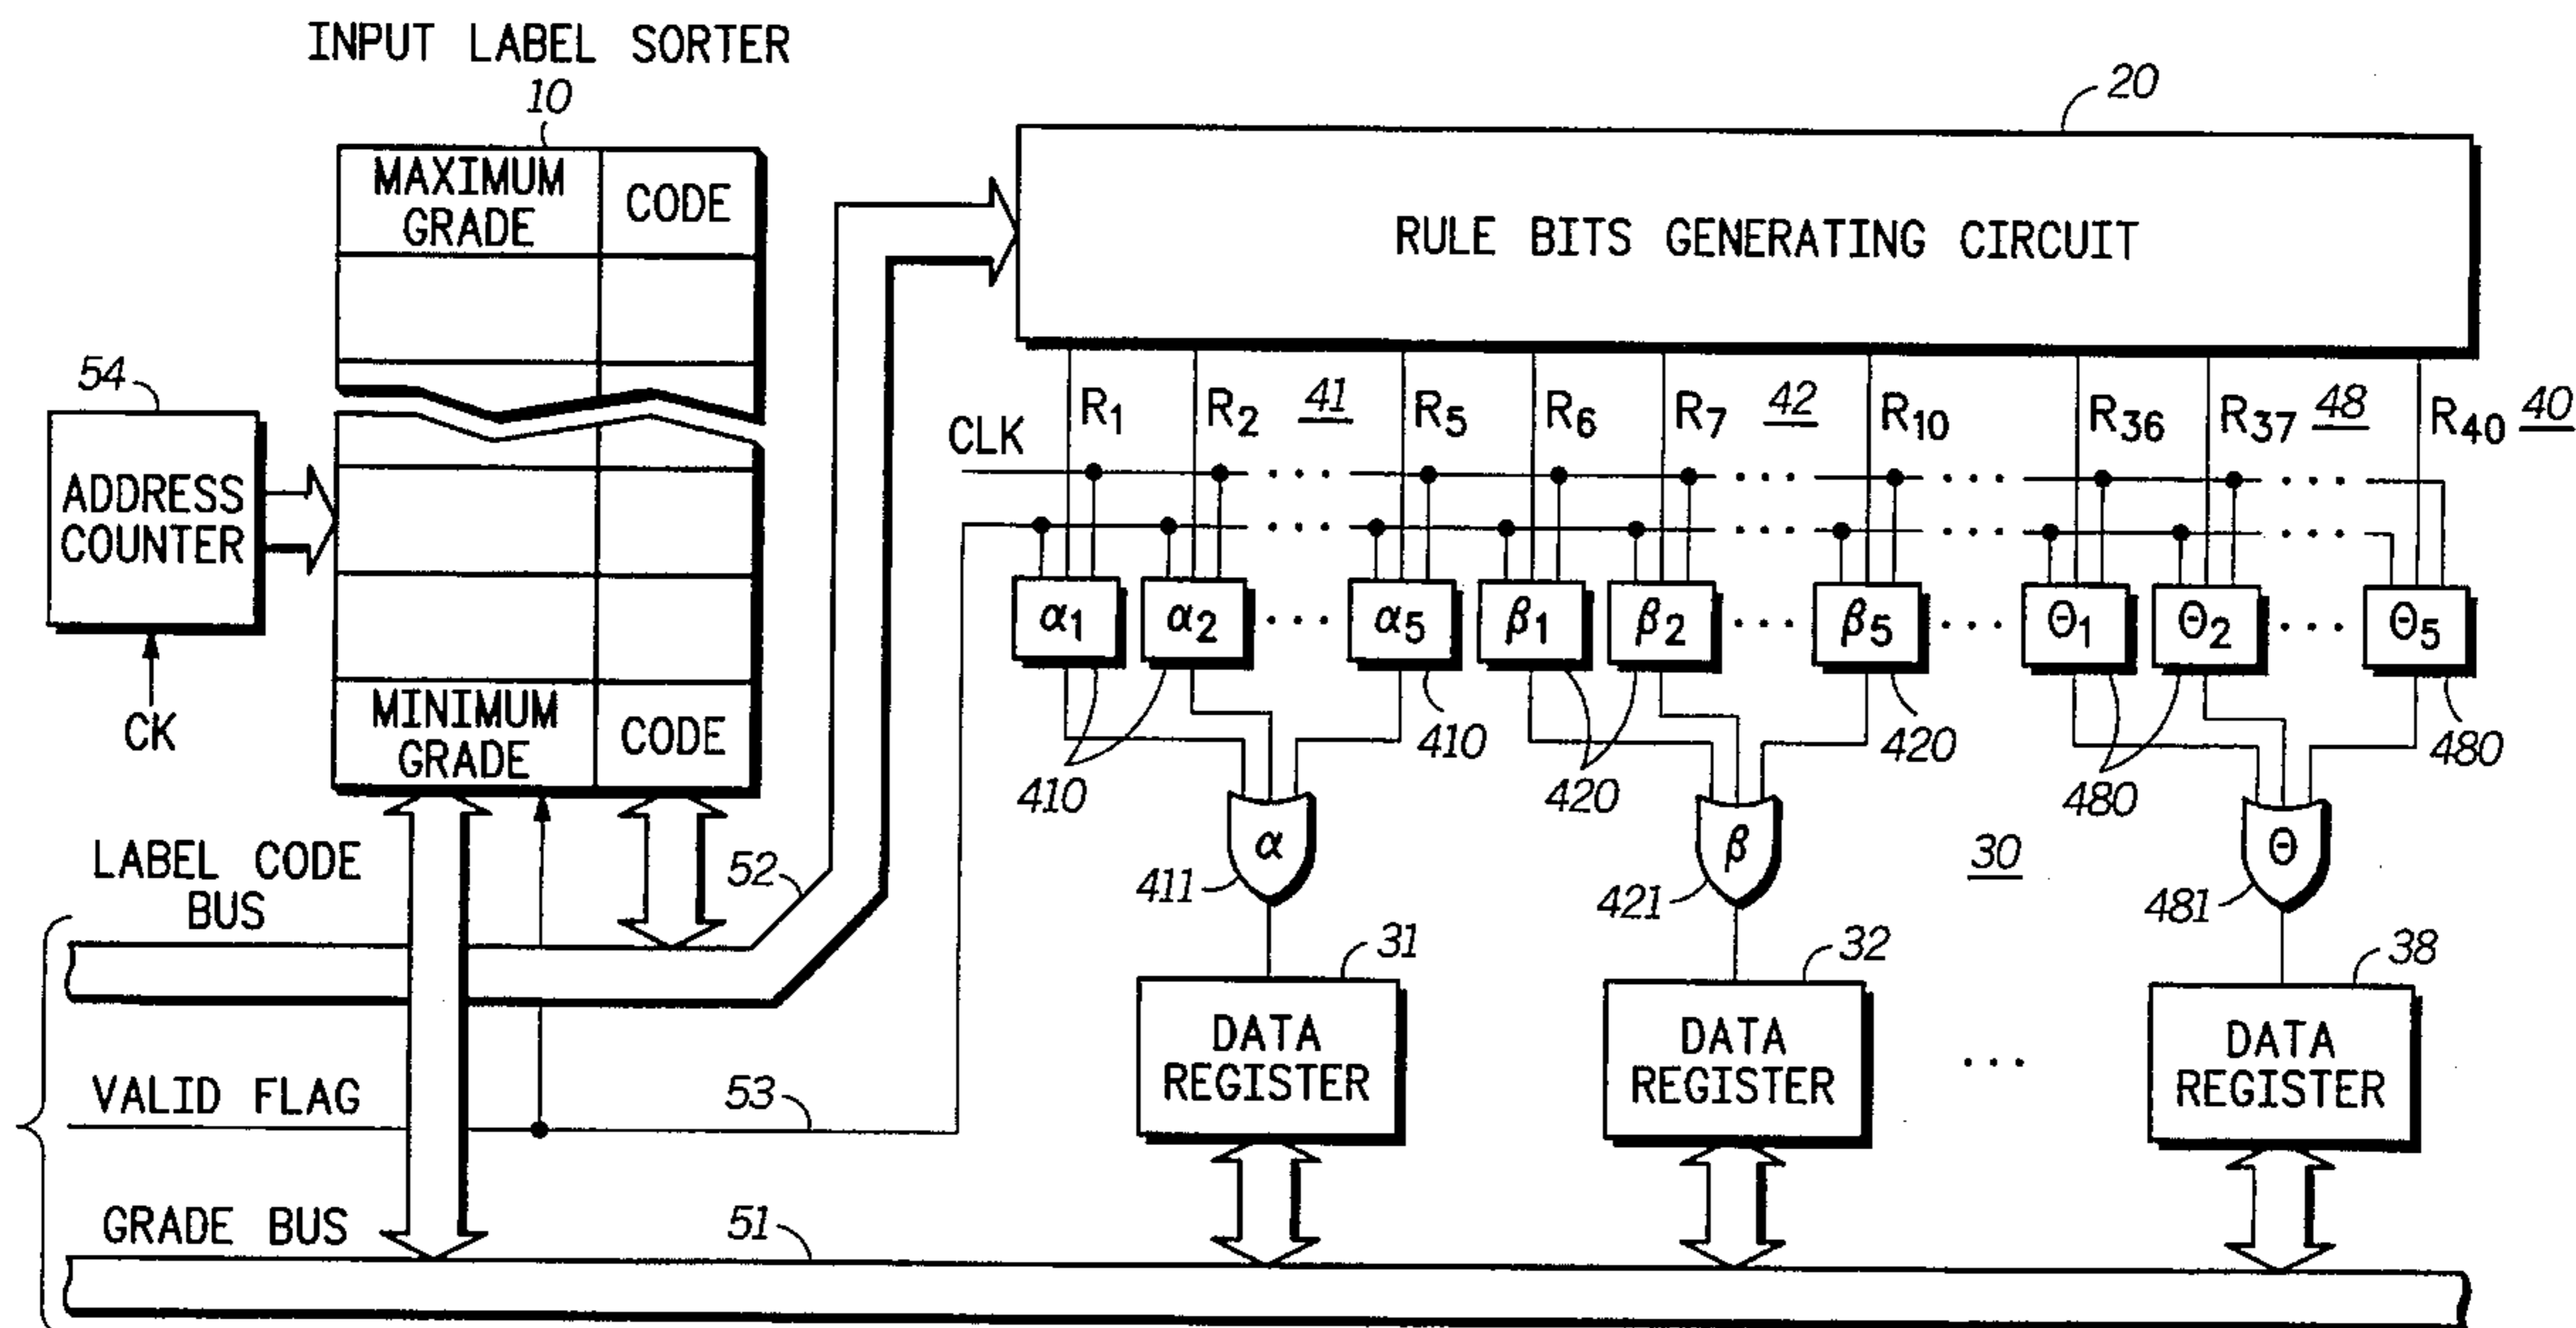 INPUT LABEL SORTER
10
MAXIMUM
GRADE
CODE
54
ADDRESS
COUNTER
CK
MINIMUM
GRADE
CODE
LABEL CODE
BUS
52
VALID FLAG
53
GRADE BUS
51
20
RULE BITS GENERATING CIRCUIT
R1 R2 41 R5 R6 R7 42 R10 R36 R37 48 R40 40
CLK
α1 α2 ... α5 β1 β2 ... β5 ... Θ1 Θ2 ... Θ5
410 410 420 420 480 480
α β Θ
411 421 30 481
31 32 38
DATA
REGISTER
DATA
REGISTER
...
DATA
REGISTER